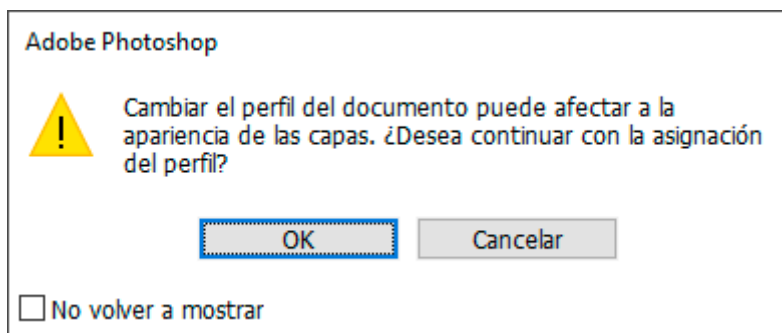 Adobe Photoshop
Cambiar el perfil del documento puede afectar a la
apariencia de las capas. ¿Desea continuar con la asignación
del perfil?
OK
Cancelar
No volver a mostrar